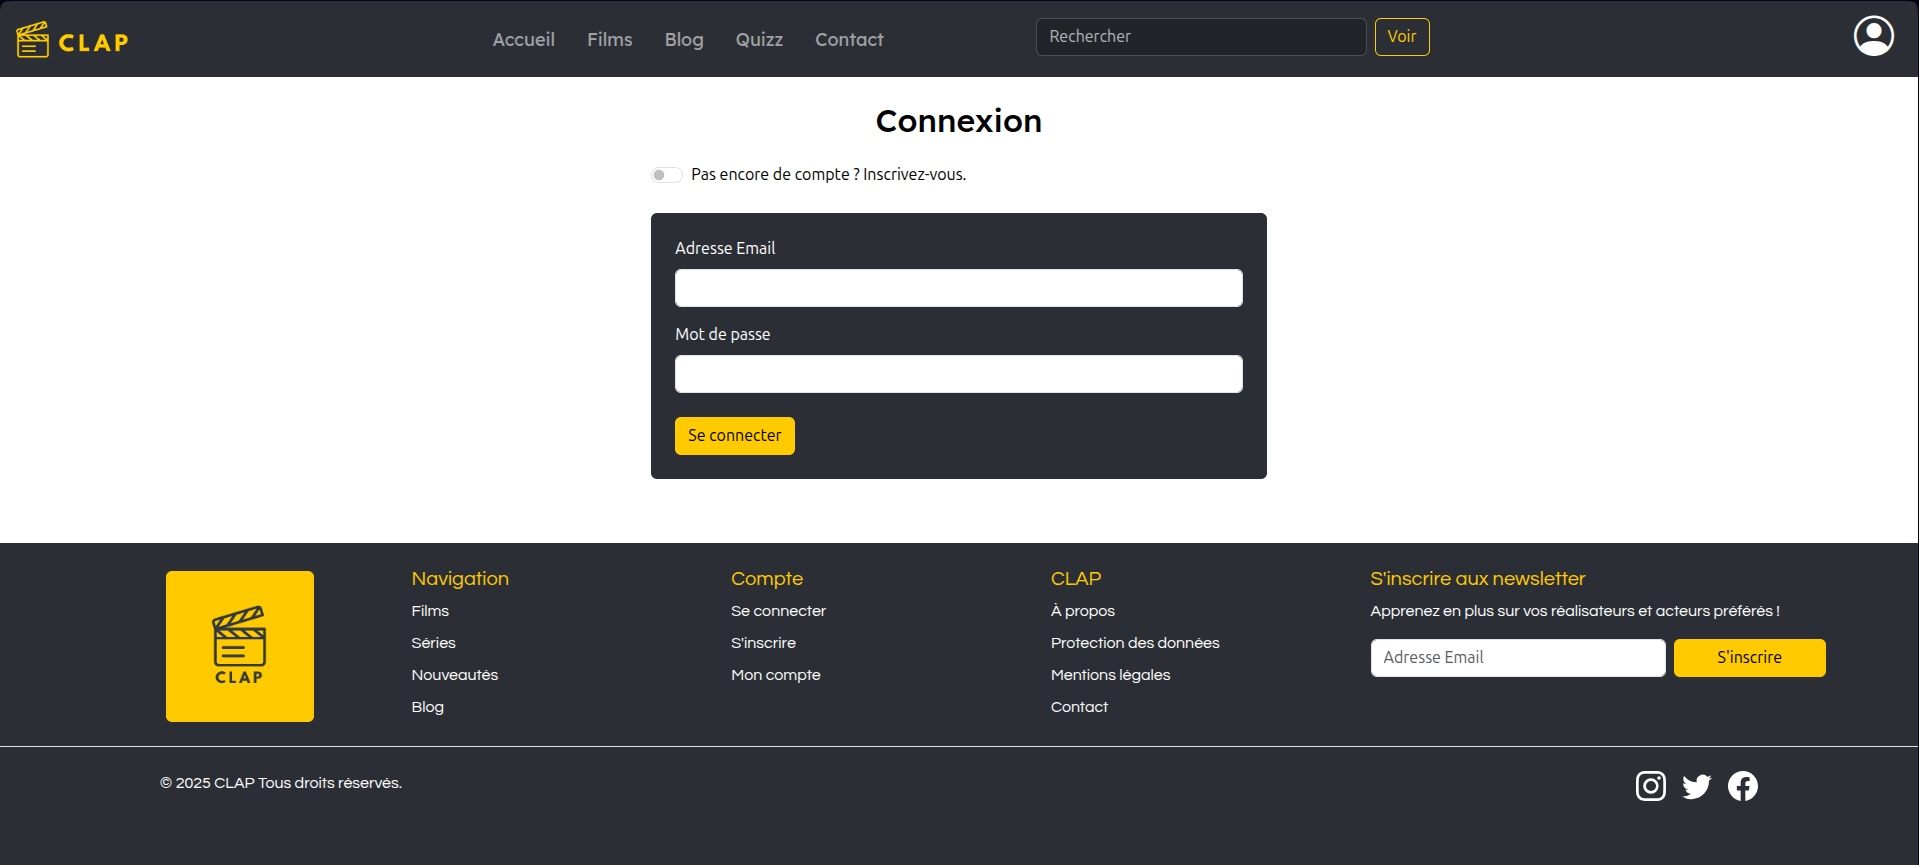 CLAP
Accueil Films Blog Quizz Contact
Rechercher
Voir
Connexion
Pas encore de compte ? Inscrivez-vous.
Adresse Email
Mot de passe
Se connecter
CLAP
Navigation
Films
Séries
Nouveautés
Blog
Compte
Se connecter
S'inscrire
Mon compte
CLAP
À propos
Protection des données
Mentions légales
Contact
S'inscrire aux newsletter
Apprenez en plus sur vos réalisateurs et acteurs préférés !
Adresse Email
S'inscrire
© 2025 CLAP Tous droits réservés.